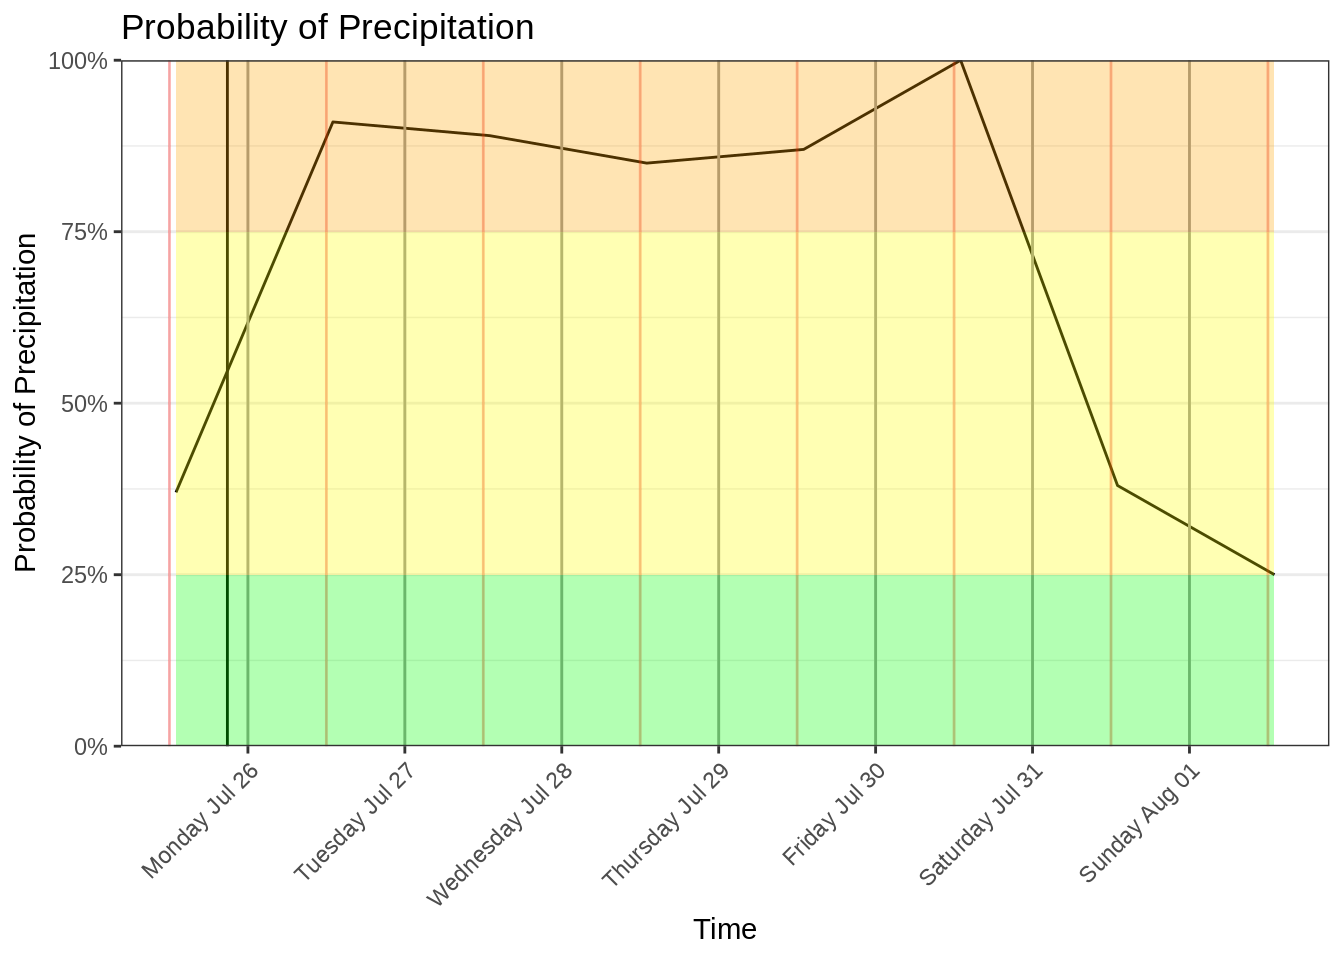 Probability of Precipitation
Probability of Precipitation
100%
75%
50%
25%
0%
Monday Jul 26
Tuesday Jul 27
Wednesday Jul 28
Thursday Jul 29
Friday Jul 30
Saturday Jul 31
Sunday Aug 01
Time